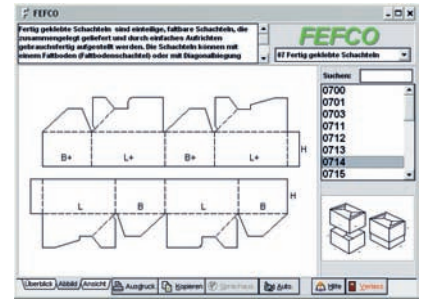 FEFCO
Fertig geklebte Schachteln sind einteilige, faltbare Schachteln, die
zusammengelegt geliefert und durch einfaches Aufrichten
gebrauchsfertig aufgestellt werden. Die Schachteln können mit
einem Faltboden (Faltbodenschachtel) oder mit Diagonalbiegung
FEFCO
07 Fertig geklebte Schachteln
Suchen:
0700
0701
0703
0711
0712
0713
0714
0715
B+ L+ B+ L+ H
L B L B H
Überblick Abbild Ansicht Ausdruck Kopieren Auto Hilfe